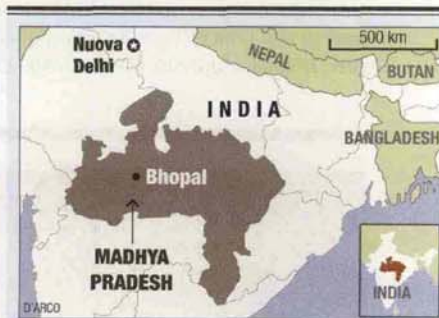 Nuova
Delhi
500 km
NEPAL
BUTAN
INDIA
BANGLADESH
Bhopal
MADHYA
PRADESH
D'ARCO
INDIA